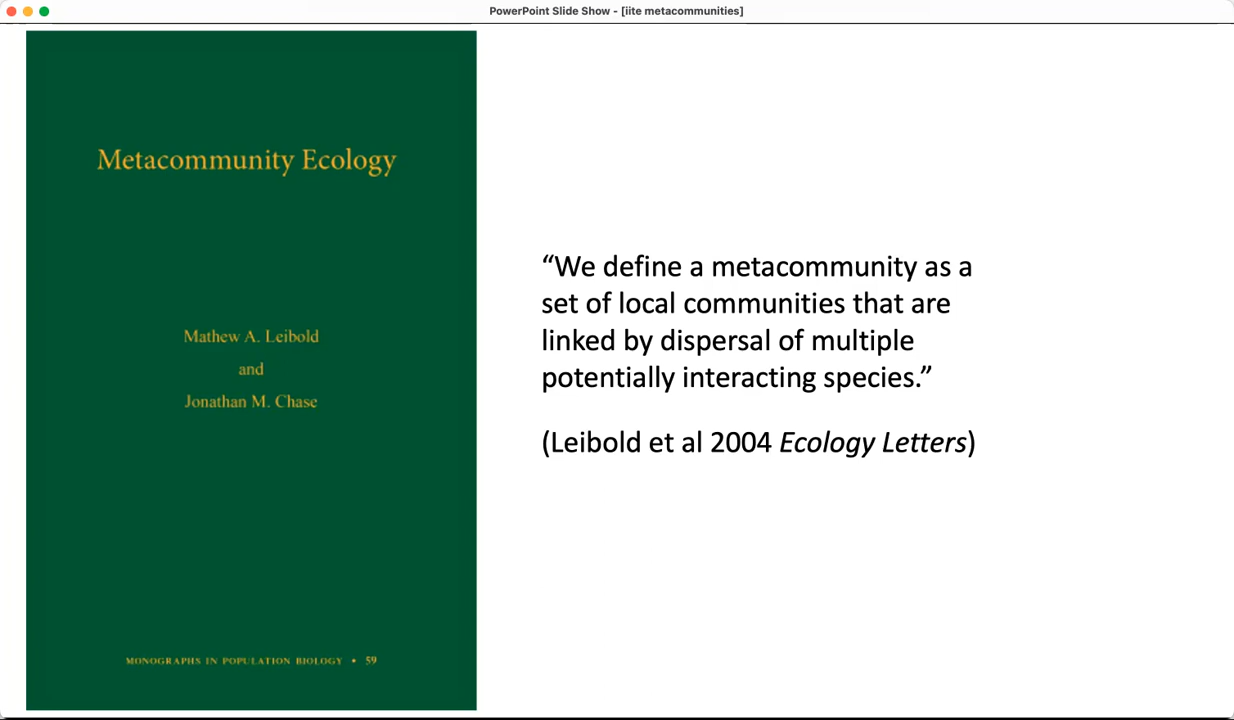 PowerPoint Slide Show - [iite metacommunities]
Metacommunity Ecology
Mathew A. Leibold
and
Jonathan M. Chase
MONOGRAPHS IN POPULATION BIOLOGY • 59
“We define a metacommunity as a
set of local communities that are
linked by dispersal of multiple
potentially interacting species.”
(Leibold et al 2004 Ecology Letters)